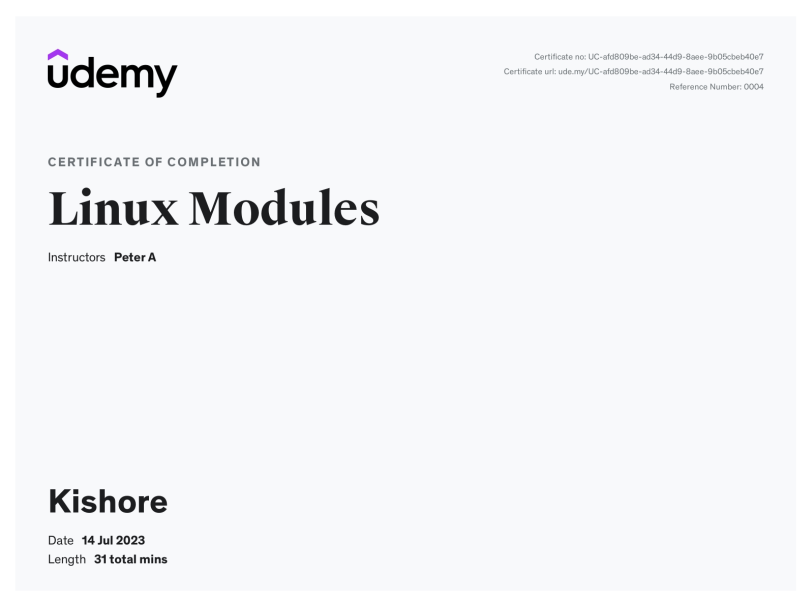 udemy
Certificate no: UC-afd809be-ad34-44d9-8aee-9b05cbeb40e7
Certificate url: ude.my/UC-afd809be-ad34-44d9-8aee-9b05cbeb40e7
Reference Number: 0004
CERTIFICATE OF COMPLETION
Linux Modules
Instructors Peter A
Kishore
Date 14 Jul 2023
Length 31 total mins